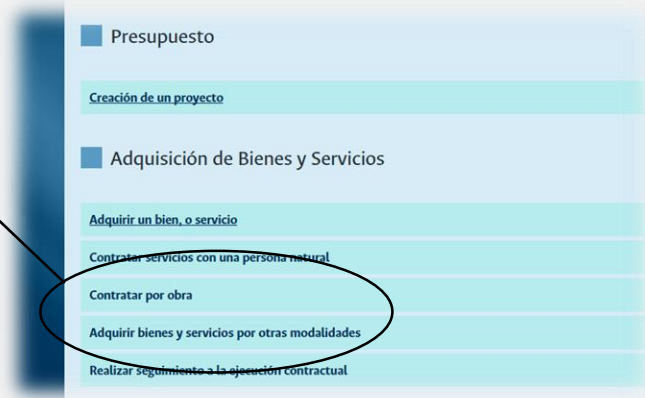 Presupuesto
Creación de un proyecto
Adquisición de Bienes y Servicios
Adquirir un bien, o servicio
Contratar servicios con una persona natural
Contratar por obra
Adquirir bienes y servicios por otras modalidades
Realizar seguimiento a la ejecución contractual